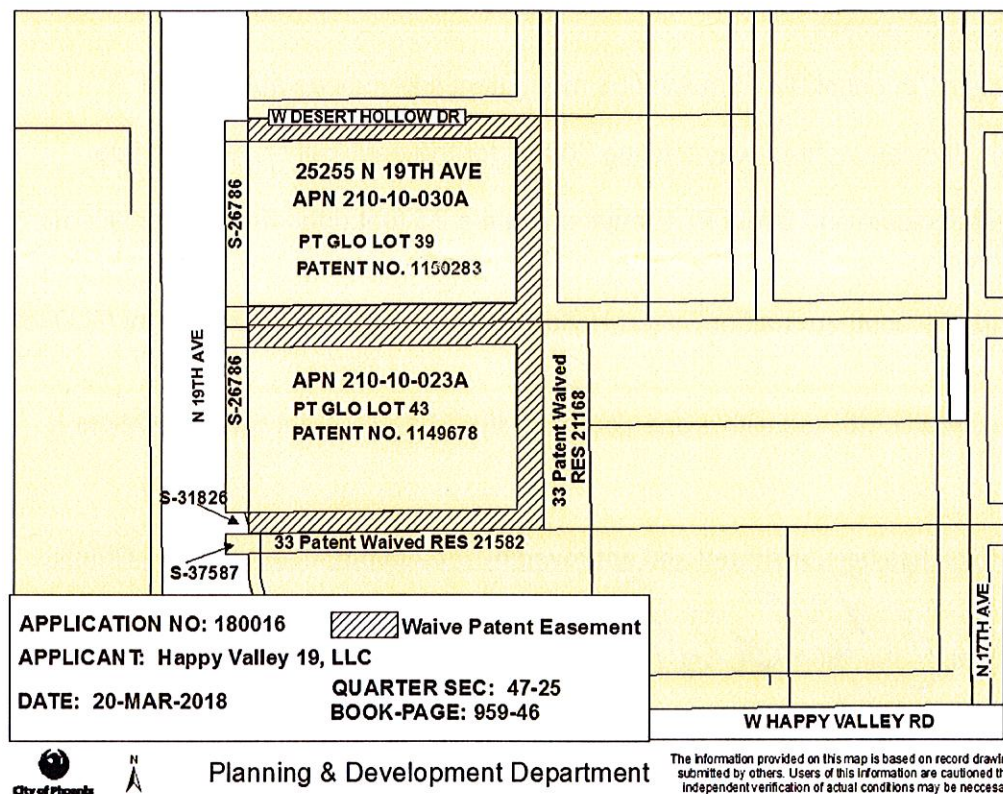 W DESERT HOLLOW DR
25255 N 19TH AVE
APN 210-10-030A
PT GLO LOT 39
PATENT NO. 1150283
S-26786
N 19TH AVE
S-26786
APN 210-10-023A
PT GLO LOT 43
PATENT NO. 1149678
33 Patent Waived
RES 21168
S-31826
33 Patent Waived RES 21582
S-37587
N 17TH AVE
W HAPPY VALLEY RD
APPLICATION NO: 180016
Waive Patent Easement
APPLICANT: Happy Valley 19, LLC
DATE: 20-MAR-2018
QUARTER SEC: 47-25
BOOK-PAGE: 959-46
City of Phoenix
N
Planning & Development Department
The information provided on this map is based on record drawi
submitted by others. Users of this information are cautioned th
independent verification of actual conditions may be neccess